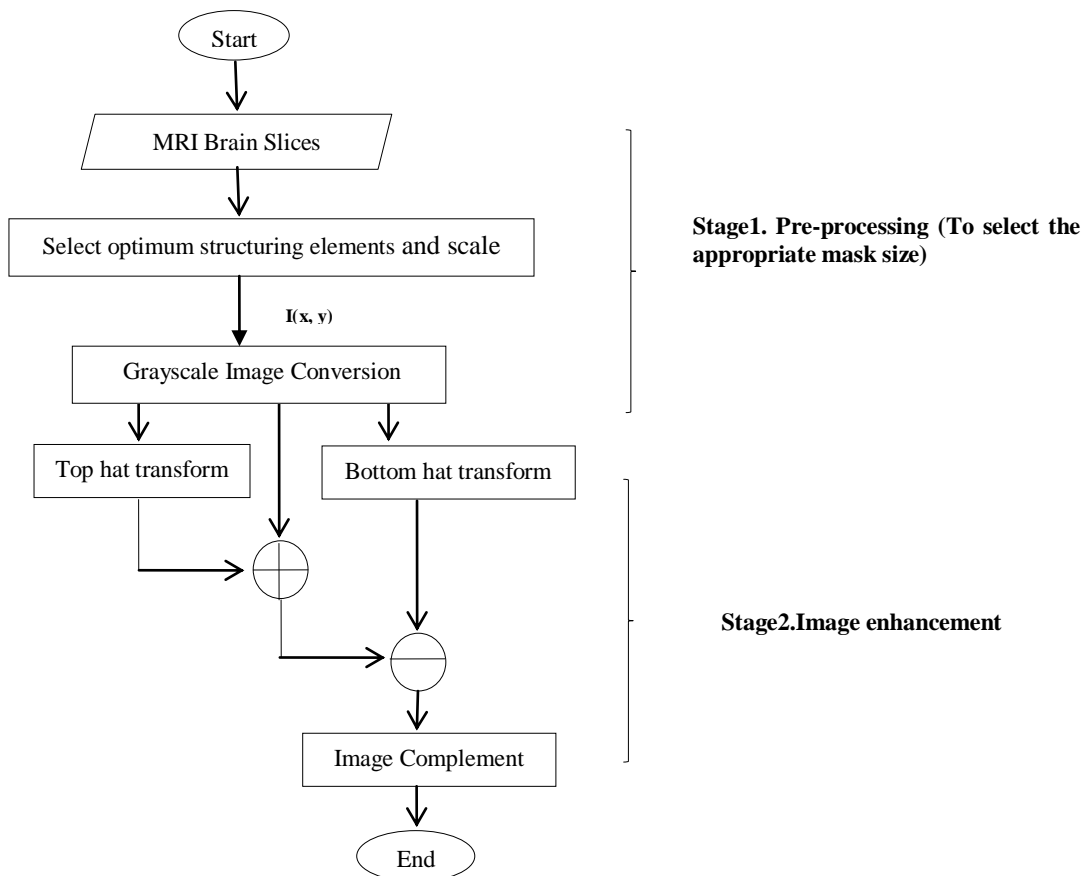 Start
MRI Brain Slices
Select optimum structuring elements and scale
Stage1. Pre-processing (To select the
appropriate mask size)
I(x, y)
Grayscale Image Conversion
Top hat transform
Bottom hat transform
Stage2.Image enhancement
Image Complement
End